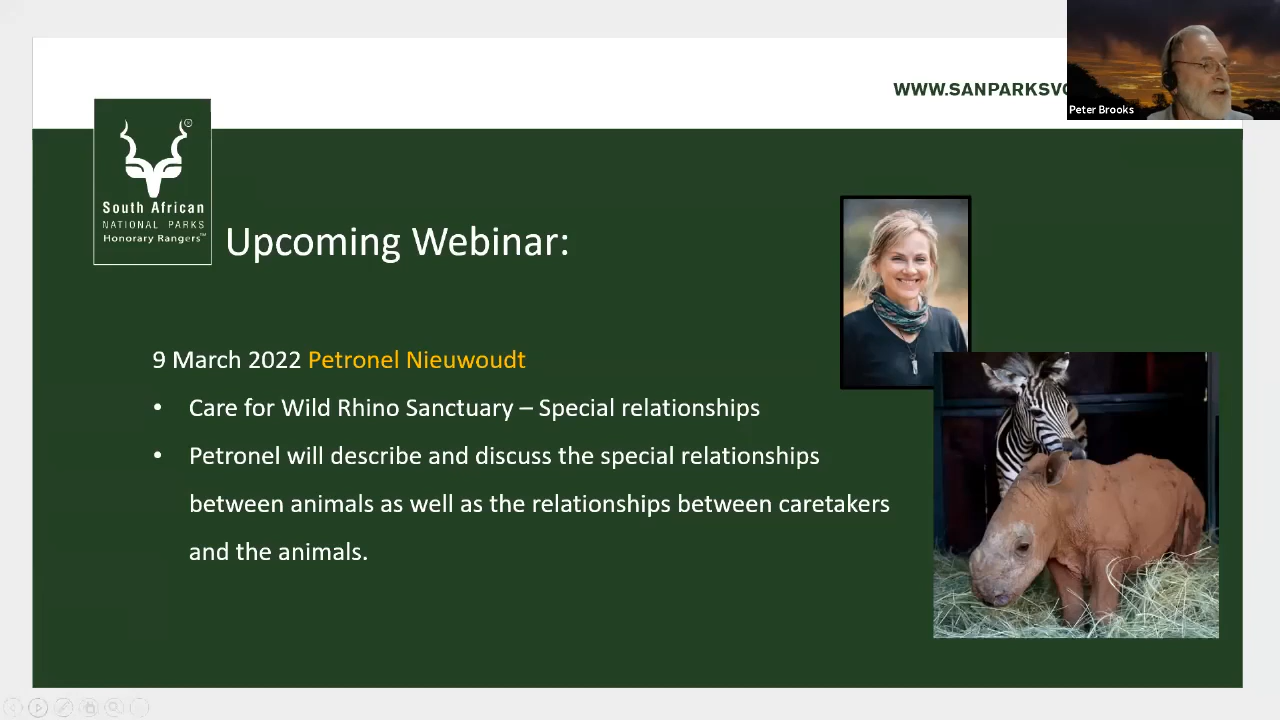 WWW.SANPARKSVO
Peter Brooks
South African
NATIONAL PARKS
Honorary Rangers™
Upcoming Webinar:
9 March 2022 Petronel Nieuwoudt
• Care for Wild Rhino Sanctuary – Special relationships
• Petronel will describe and discuss the special relationships
between animals as well as the relationships between caretakers
and the animals.